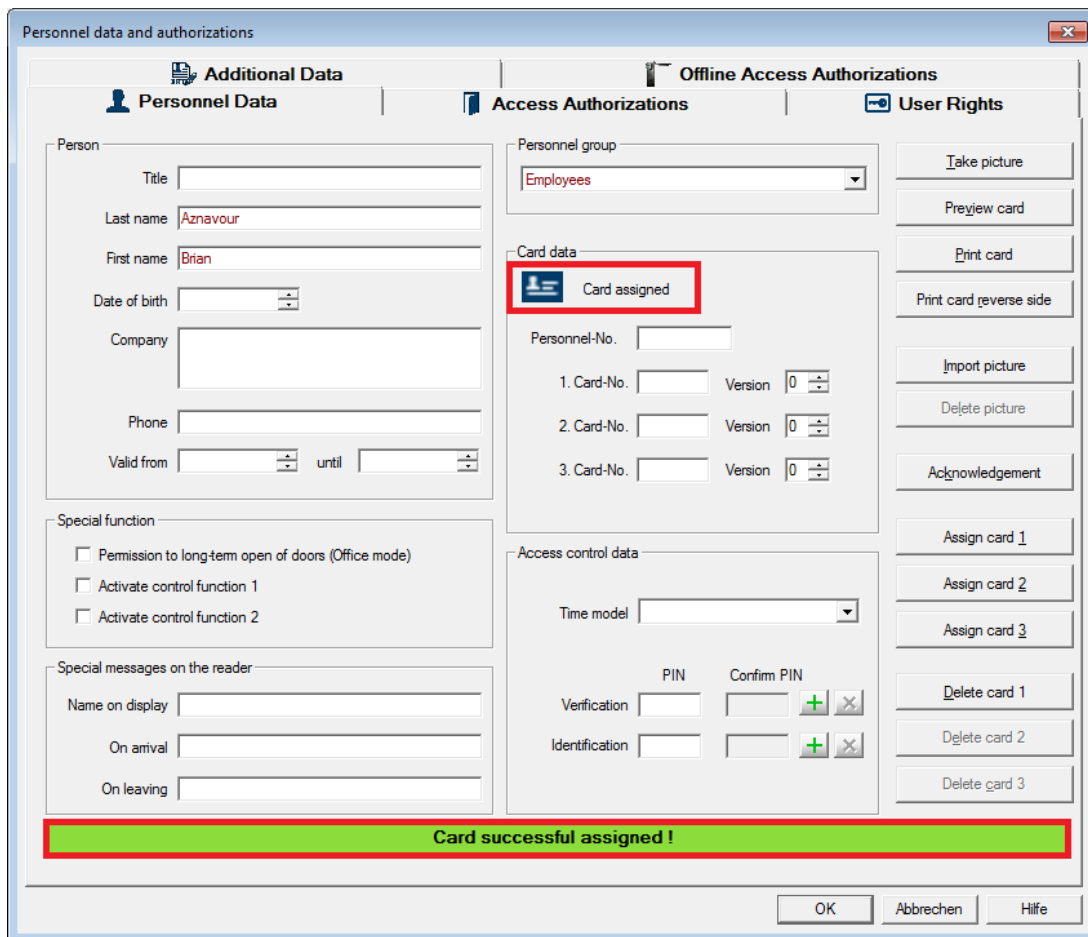 Personnel data and authorizations
Additional Data
Offline Access Authorizations
Personnel Data
Access Authorizations
User Rights
Person
Title
Last name Aznavour
First name Brian
Date of birth
Company
Phone
Valid from until
Special function
Permission to long-term open of doors (Office mode)
Activate control function 1
Activate control function 2
Special messages on the reader
Name on display
On arrival
On leaving
Personnel group
Employees
Card data
Card assigned
Personnel-No.
1. Card-No. Version 0
2. Card-No. Version 0
3. Card-No. Version 0
Access control data
Time model
PIN Confirm PIN
Verification
Identification
Take picture
Preview card
Print card
Print card reverse side
Import picture
Delete picture
Acknowledgement
Assign card 1
Assign card 2
Assign card 3
Delete card 1
Delete card 2
Delete card 3
Card successful assigned !
OK Abbrechen Hilfe